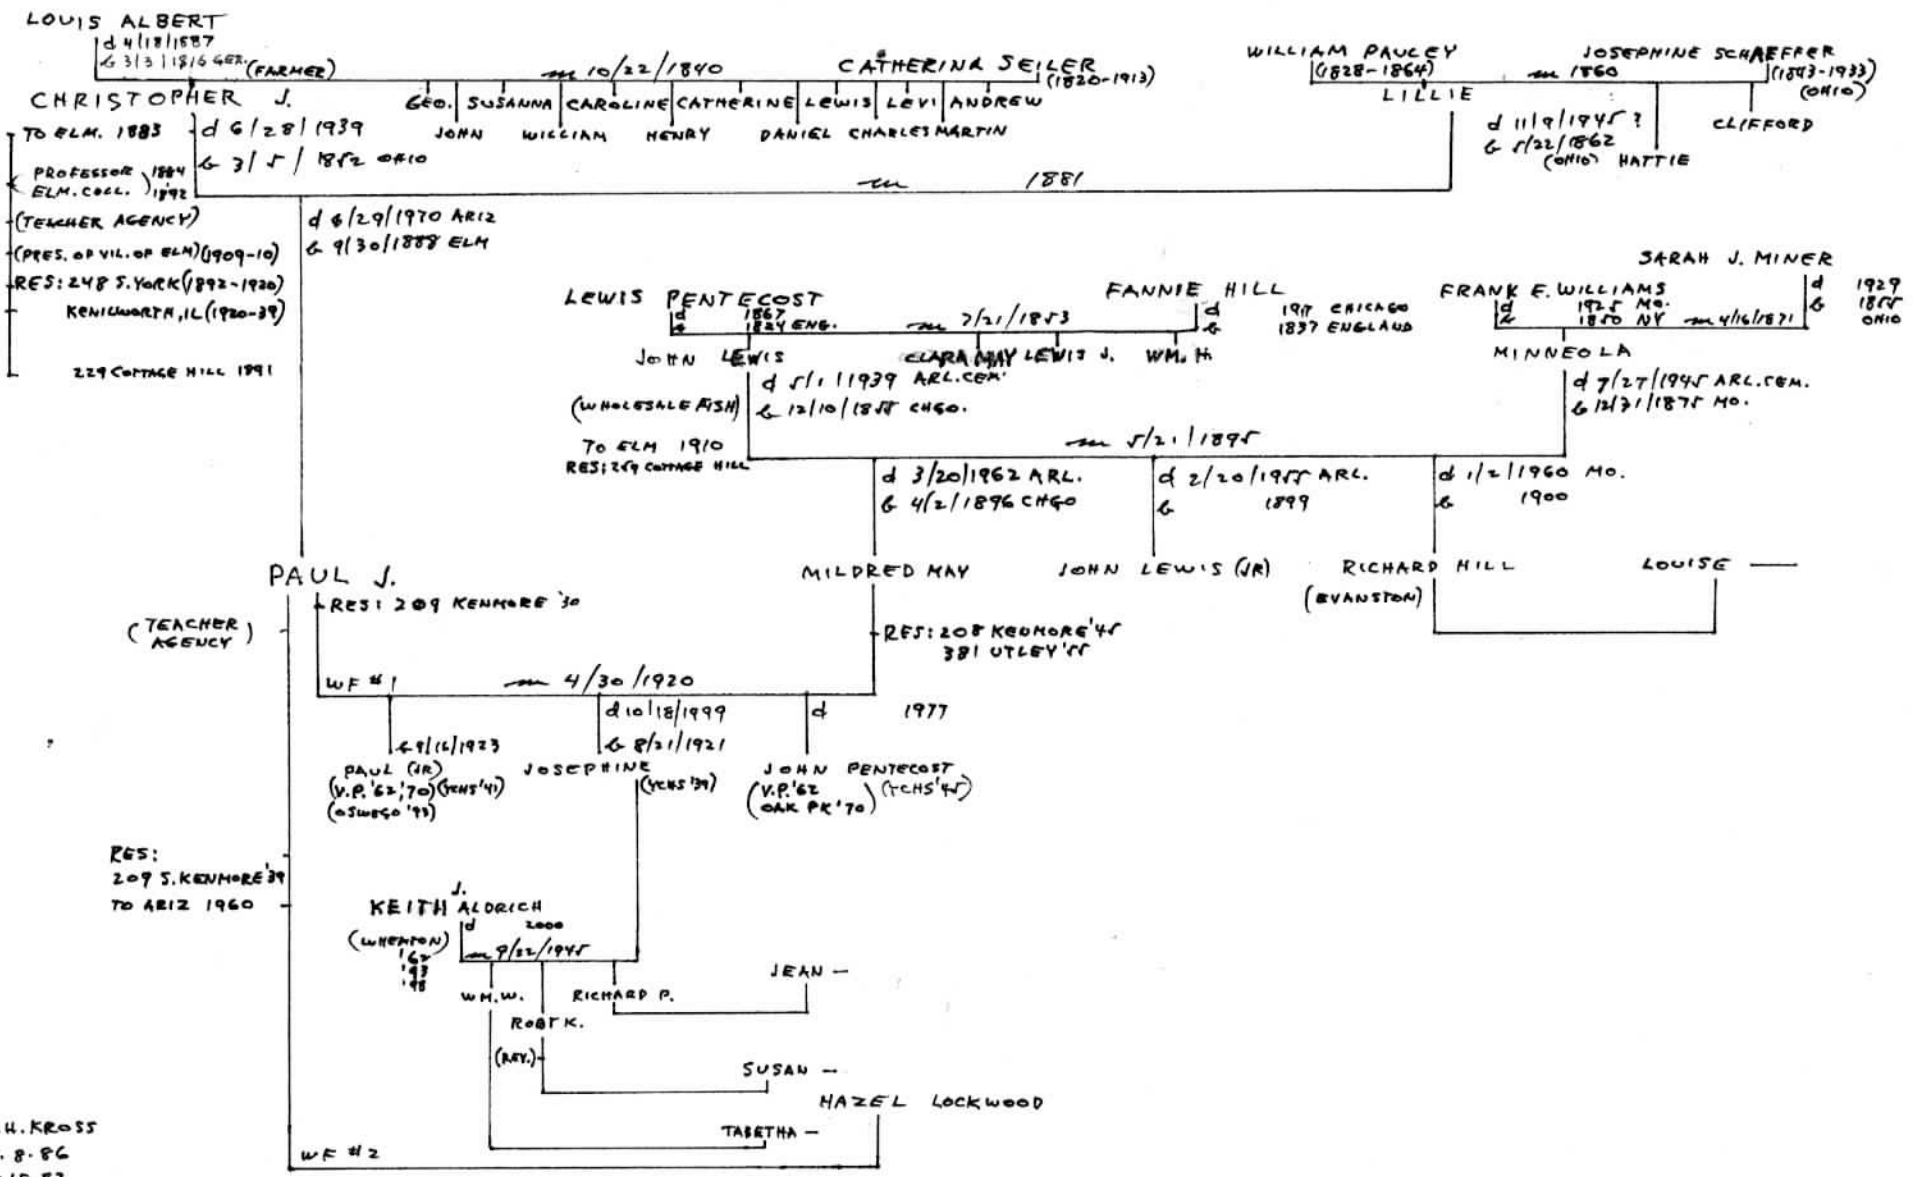 LOUIS ALBERT
d 4/18/1887
b 3/3/1816 GER. (FARMER)
m 10/22/1840
CATHERINA SEILER
(1820-1913)
WILLIAM PAULEY
(1828-1864)
m 1860
JOSEPHINE SCHAEFFER
(1843-1933)
(OHIO)
CHRISTOPHER J.
GEO. SUSANNA CAROLINE CATHERINE LEWIS LEVI ANDREW
JOHN WILLIAM HENRY DANIEL CHARLES MARTIN
LILLIE
d 11/9/1945 ?
b 5/22/1862
(OHIO) HATTIE
CLIFFORD
TO ELM. 1883
d 6/28/1939
b 3/5/1852 OHIO
(PROFESSOR 1884
ELM. COLL.) 1892
m 1881
(TEACHER AGENCY)
(PRES. OF VIL. OF ELM) (1909-10)
RES: 248 S. YORK (1892-1920)
KENILWORTH, IL (1920-39)
229 COTTAGE HILL 1891
d 6/29/1970 ARIZ
b 9/30/1888 ELM
LEWIS PENTECOST
d 1867
b 1824 ENG.
m 7/21/1853
FANNIE HILL
d CHICAGO
b 1837 ENGLAND
FRANK E. WILLIAMS
d 1925 MO.
b 1850 NY
m 4/16/1871
SARAH J. MINER
d 1929
b 1855
OHIO
JOHN LEWIS
CLARA MAY LEWIS J. WM. H.
MINNEOLA
d 5/1/1939 ARL. CEM.
(WHOLESALE FISH) b 12/10/1855 CHGO.
d 7/27/1945 ARL. CEM.
b 12/31/1875 MO.
TO ELM 1910
RES: 259 COTTAGE HILL
m 5/21/1895
d 3/20/1962 ARL.
b 4/2/1896 CHGO
d 2/20/1955 ARL.
b 1899
d 1/2/1960 MO.
b 1900
PAUL J.
MILDRED MAY
JOHN LEWIS (JR)
RICHARD HILL
LOUISE —
(EVANSTON)
RES: 209 KENMORE '30
(TEACHER
AGENCY)
RES: 208 KENMORE '45
381 UTLEY '55
WF #1
m 4/30/1920
d 10/18/1999
d 1977
b 9/16/1923
b 8/21/1921
PAUL (JR)
(V.P. '62, '70) (YCHS '41)
(OSWEGO '93)
JOSEPHINE
(YCHS '39)
JOHN PENTECOST
(V.P. '62
OAK PK '70) (YCHS '45)
RES:
209 S. KENMORE '39
TO ARIZ 1960
J.
KEITH ALDRICH
d 2000
(WHEATON)
'62
'93
'98
m 9/22/1945
JEAN —
WM. W. RICHARD P.
ROBT K.
(REV.)
SUSAN —
HAZEL LOCKWOOD
TABETHA —
H. KROSS
8-86
WF #2